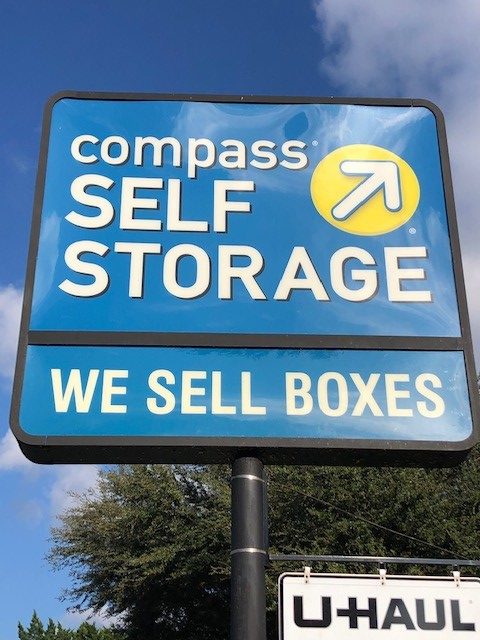 compass®
SELF
STORAGE®
WE SELL BOXES
U-HAUL